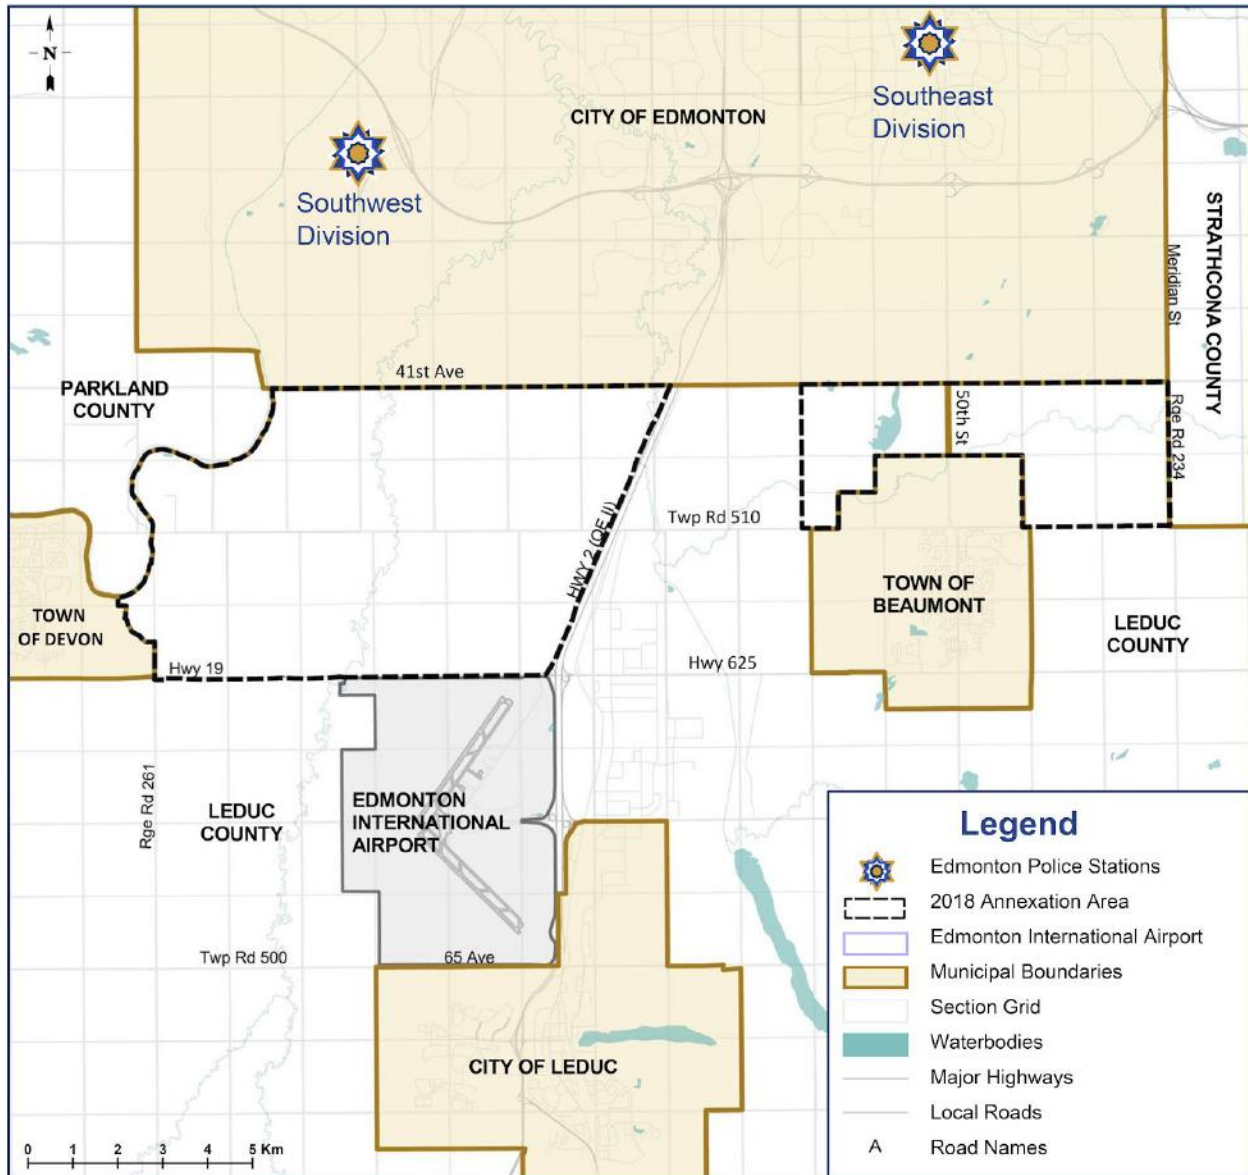 N
CITY OF EDMONTON
Southeast
Division
Southwest
Division
STRATHCONA COUNTY
Meridian St
41st Ave
PARKLAND
COUNTY
50th St
Rge Rd 234
HWY 2 (QE II)
Twp Rd 510
TOWN OF
BEAUMONT
TOWN
OF DEVON
LEDUC
COUNTY
Hwy 19
Hwy 625
Rge Rd 261
LEDUC
COUNTY
EDMONTON
INTERNATIONAL
AIRPORT
Twp Rd 500
65 Ave
CITY OF LEDUC
Legend
Edmonton Police Stations
2018 Annexation Area
Edmonton International Airport
Municipal Boundaries
Section Grid
Waterbodies
Major Highways
Local Roads
A Road Names
0 1 2 3 4 5 Km